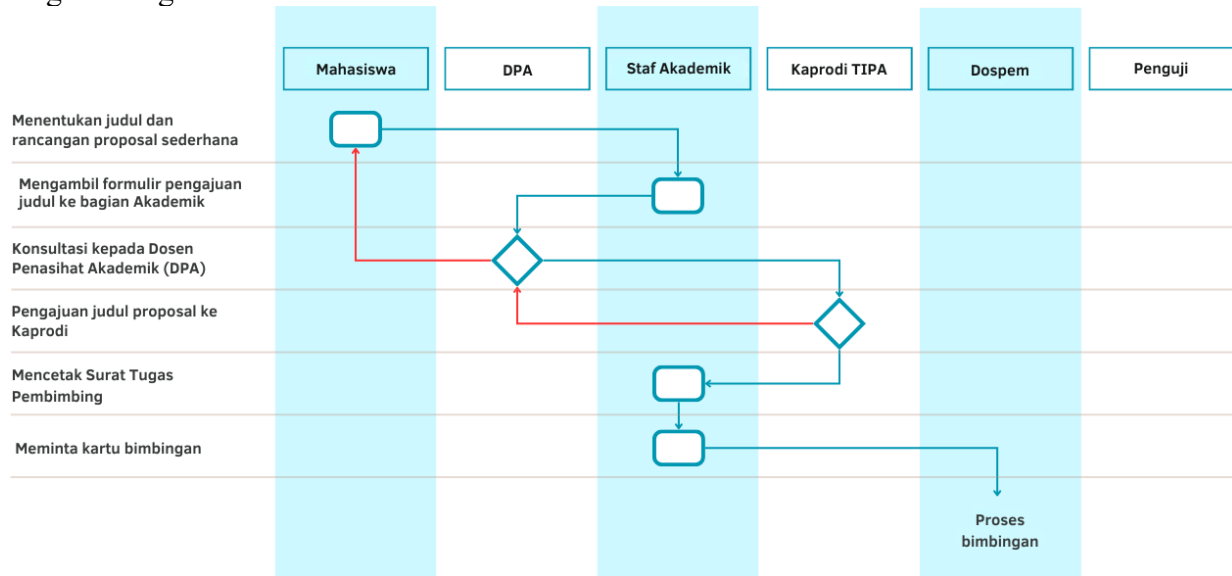 Mahasiswa
DPA
Staf Akademik
Kaprodi TIPA
Dospem
Penguji
Menentukan judul dan
rancangan proposal sederhana
Mengambil formulir pengajuan
judul ke bagian Akademik
Konsultasi kepada Dosen
Penasihat Akademik (DPA)
Pengajuan judul proposal ke
Kaprodi
Mencetak Surat Tugas
Pembimbing
Meminta kartu bimbingan
Proses
bimbingan